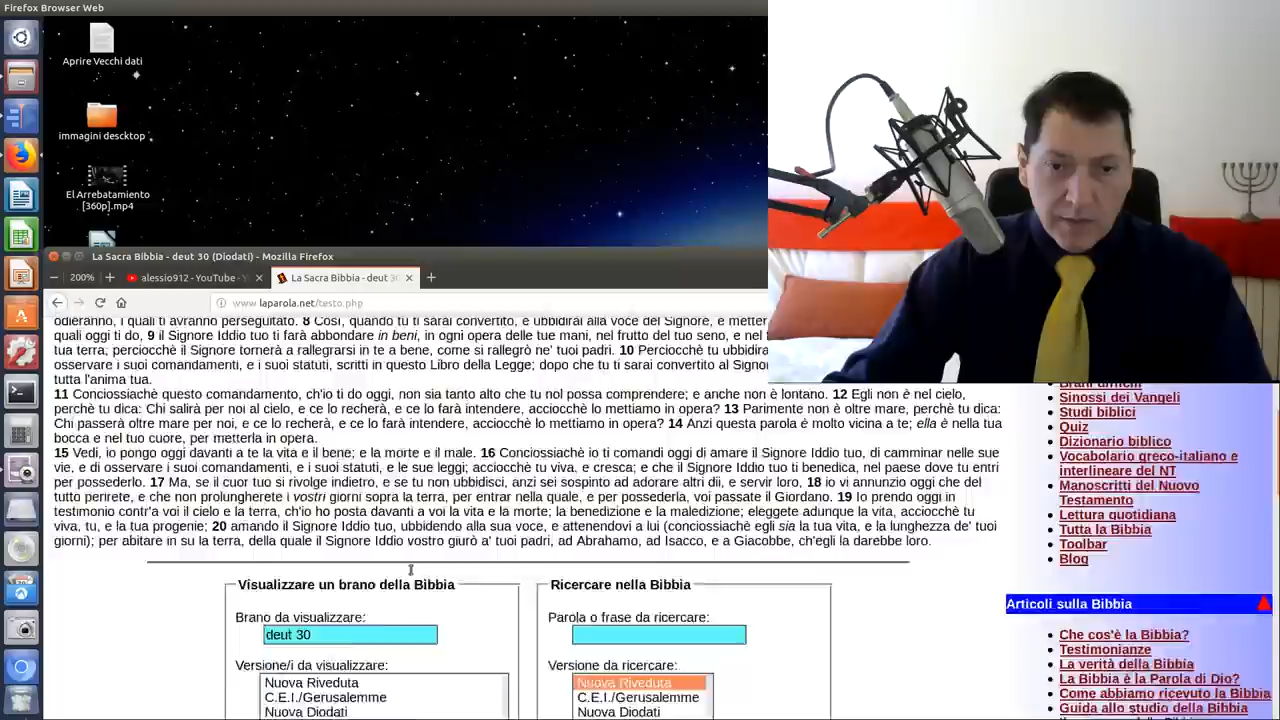 Firefox Browser Web
Aprire Vecchi dati
immagini descktop
El Arrebatamiento
[360p].mp4
La Sacra Bibbia - deut 30 (Diodati) - Mozilla Firefox
200%
alessio912 - YouTube -
La Sacra Bibbia - deut 30
www.laparola.net/testo.php
odieranno, i quali ti avranno perseguitato. 8 Così, quando tu ti sarai convertito, e ubbidirai alla voce del Signore, e metter
quali oggi ti do, 9 il Signore Iddio tuo ti farà abbondare in beni, in ogni opera delle tue mani, nel frutto del tuo seno, e nel
tua terra; perciocchè il Signore tornerà a rallegrarsi in te a bene, come si rallegrò ne' tuoi padri. 10 Perciocchè tu ubbidira
osservare i suoi comandamenti, e i suoi statuti, scritti in questo Libro della Legge; dopo che tu ti sarai convertito al Signor
tutta l'anima tua.
11 Conciossiachè questo comandamento, ch'io ti do oggi, non sia tanto alto che tu nol possa comprendere; e anche non è lontano. 12 Egli non è nel cielo,
perchè tu dica: Chi salirà per noi al cielo, e ce lo recherà, e ce lo farà intendere, acciocchè lo mettiamo in opera? 13 Parimente non è oltre mare, perchè tu dica:
Chi passerà oltre mare per noi, e ce lo recherà, e ce lo farà intendere, acciocchè lo mettiamo in opera? 14 Anzi questa parola è molto vicina a te; ella è nella tua
bocca e nel tuo cuore, per metterla in opera.
15 Vedi, io pongo oggi davanti a te la vita e il bene; e la morte e il male. 16 Conciossiachè io ti comandi oggi di amare il Signore Iddio tuo, di camminar nelle sue
vie, e di osservare i suoi comandamenti, e i suoi statuti, e le sue leggi; acciocchè tu viva, e cresca; e che il Signore Iddio tuo ti benedica, nel paese dove tu entri
per possederlo. 17 Ma, se il cuor tuo si rivolge indietro, e se tu non ubbidisci, anzi sei sospinto ad adorare altri dii, e servir loro, 18 io vi annunzio oggi che del
tutto perirete, e che non prolungherete i vostri giorni sopra la terra, per entrar nella quale, e per possederla, voi passate il Giordano. 19 Io prendo oggi in
testimonio contr'a voi il cielo e la terra, ch'io ho posta davanti a voi la vita e la morte; la benedizione e la maledizione; eleggete adunque la vita, acciocchè tu
viva, tu, e la tua progenie; 20 amando il Signore Iddio tuo, ubbidendo alla sua voce, e attenendovi a lui (conciossiachè egli sia la tua vita, e la lunghezza de' tuoi
giorni); per abitare in su la terra, della quale il Signore Iddio vostro giurò a' tuoi padri, ad Abrahamo, ad Isacco, e a Giacobbe, ch'egli la darebbe loro.
Visualizzare un brano della Bibbia
Brano da visualizzare:
deut 30
Versione/i da visualizzare:
Nuova Riveduta
C.E.I./Gerusalemme
Nuova Diodati
Ricercare nella Bibbia
Parola o frase da ricercare:
Versione da ricercare:
Nuova Riveduta
C.E.I./Gerusalemme
Nuova Diodati
Brani difficili
Sinossi dei Vangeli
Studi biblici
Quiz
Dizionario biblico
Vocabolario greco-italiano e
interlineare del NT
Manoscritti del Nuovo
Testamento
Lettura quotidiana
Tutta la Bibbia
Toolbar
Blog
Articoli sulla Bibbia
Che cos'è la Bibbia?
Testimonianze
La verità della Bibbia
La Bibbia è la Parola di Dio?
Come abbiamo ricevuto la Bibbia
Guida allo studio della Bibbia